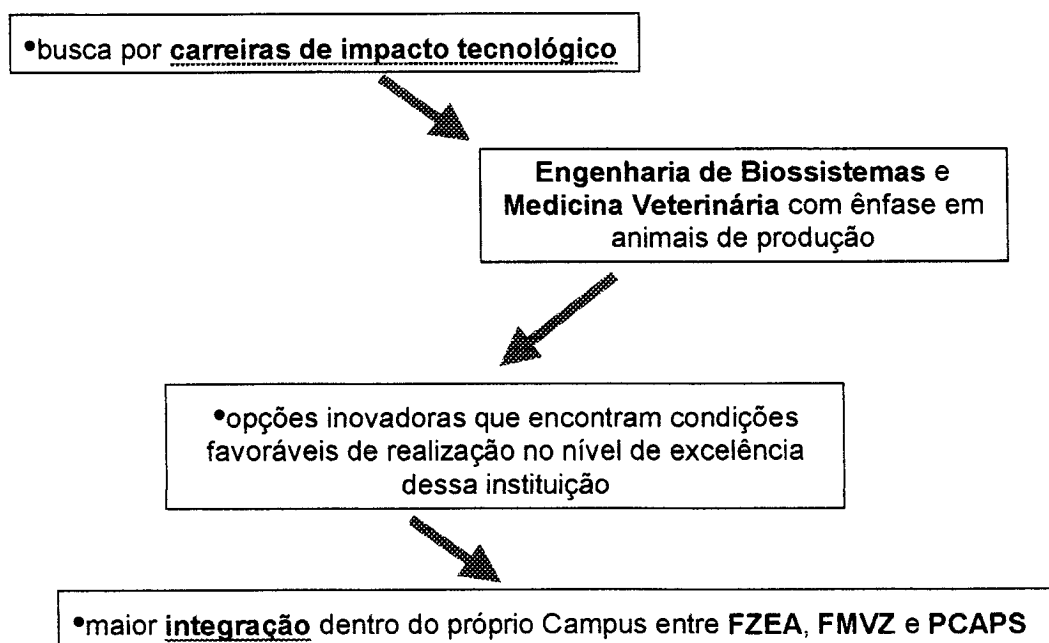 •busca por carreiras de impacto tecnológico
Engenharia de Biossistemas e
Medicina Veterinária com ênfase em
animais de produção
•opções inovadoras que encontram condições
favoráveis de realização no nível de excelência
dessa instituição
•maior integração dentro do próprio Campus entre FZEA, FMVZ e PCAPS